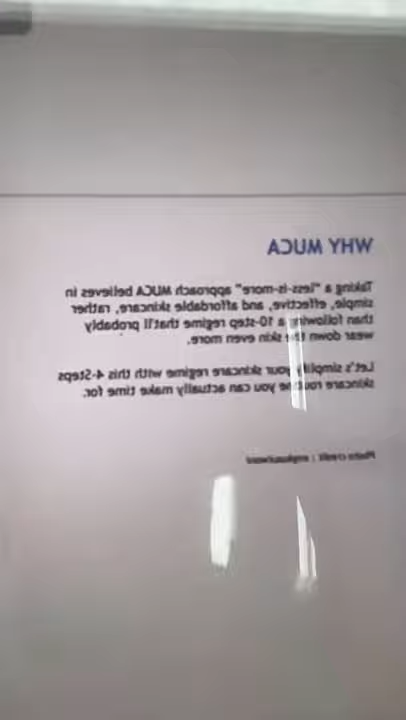 WHY MUCA
Taking a "less-is-more" approach MUCA believes in
simple, effective, and affordable skincare, rather
than following a 10-step regime that'll probably
wear down the skin even more.
Let's simplify your skincare regime with this 4-Steps
skincare routine you can actually make time for.
Photo credit :